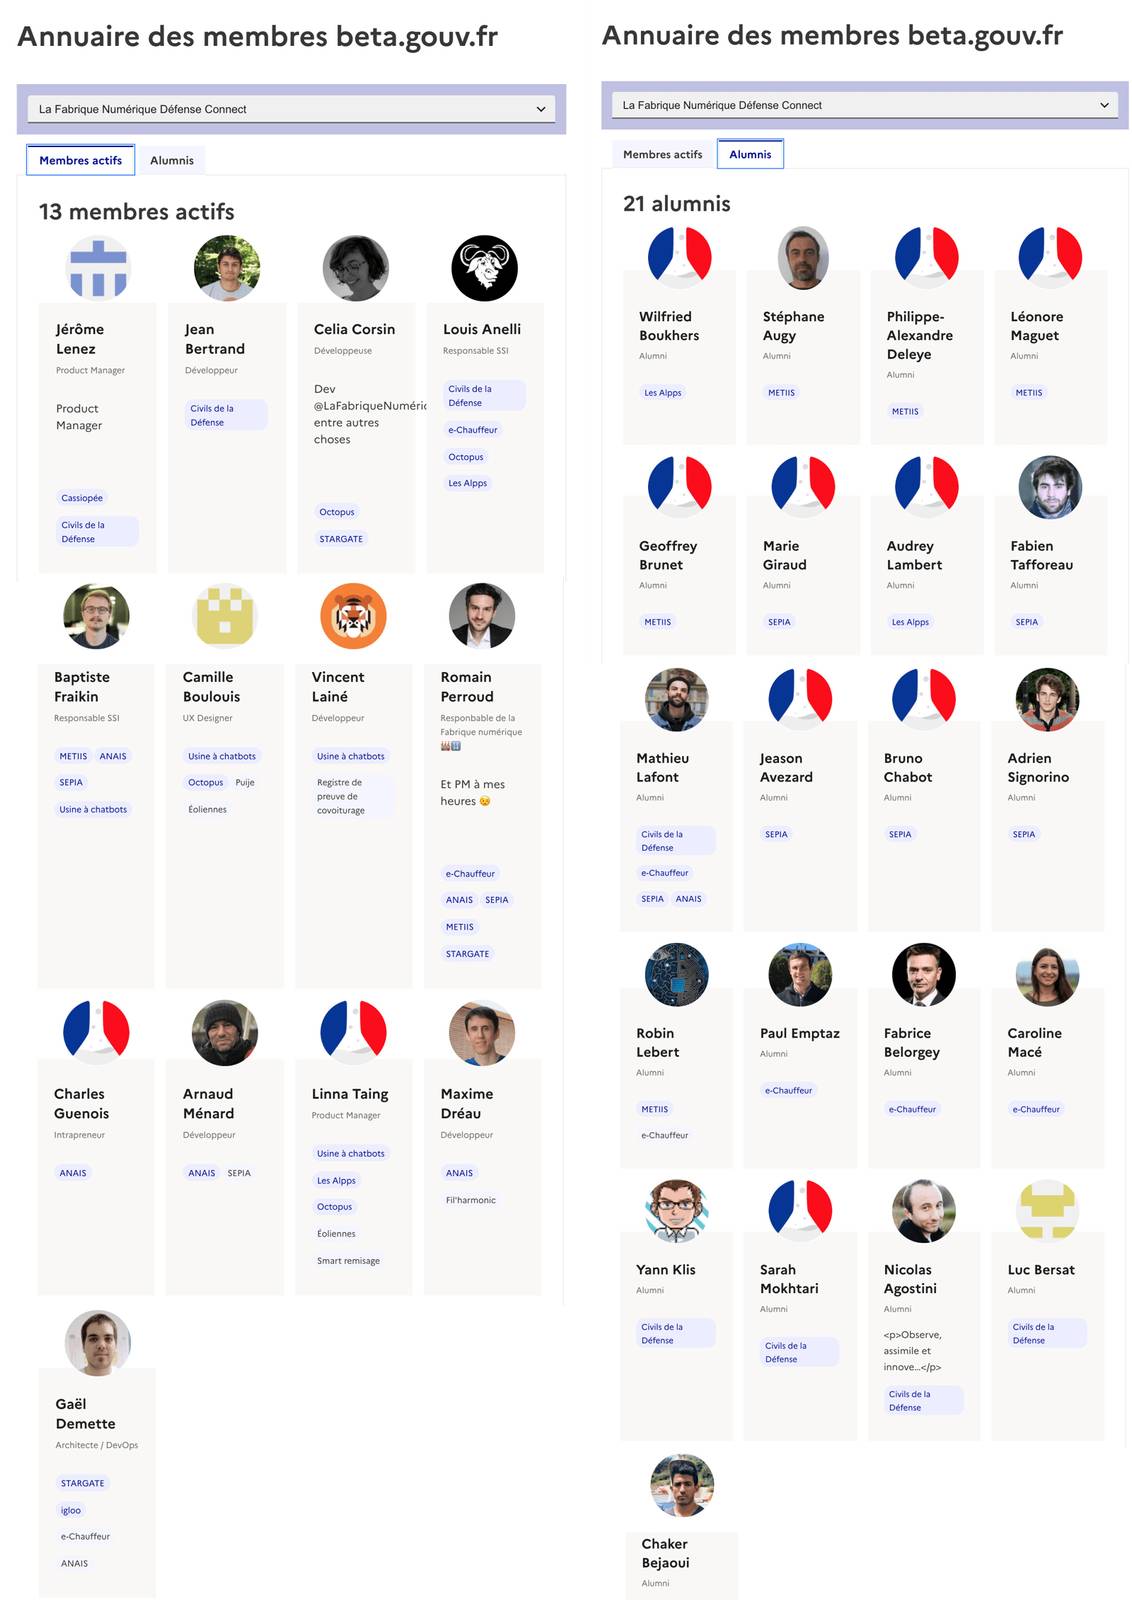 Annuaire des membres beta.gouv.fr
La Fabrique Numérique Défense Connect
Membres actifs
Alumnis
13 membres actifs
Jérôme
Lenez
Product Manager
Product
Manager
Cassiopée
Civils de la
Défense
Jean
Bertrand
Développeur
Civils de la
Défense
Celia Corsin
Développeuse
Dev
@LaFabriqueNuméric
entre autres
choses
Octopus
STARGATE
Louis Anelli
Responsable SSI
Civils de la
Défense
e-Chauffeur
Octopus
Les Alpps
Baptiste
Fraikin
Responsable SSI
METIIS ANAIS
SEPIA
Usine à chatbots
Camille
Boulouis
UX Designer
Usine à chatbots
Octopus Puije
Éoliennes
Vincent
Lainé
Développeur
Usine à chatbots
Registre de
preuve de
covoiturage
Romain
Perroud
Responbable de la
Fabrique numérique
🏭🔢
Et PM à mes
heures 😥
e-Chauffeur
ANAIS SEPIA
METIIS
STARGATE
Charles
Guenois
Intrapreneur
ANAIS
Arnaud
Ménard
Développeur
ANAIS SEPIA
Linna Taing
Product Manager
Usine à chatbots
Les Alpps
Octopus
Éoliennes
Smart remisage
Maxime
Dréau
Développeur
ANAIS
Fil'harmonic
Gaël
Demette
Architecte / DevOps
STARGATE
igloo
e-Chauffeur
ANAIS
Annuaire des membres beta.gouv.fr
La Fabrique Numérique Défense Connect
Membres actifs
Alumnis
21 alumnis
Wilfried
Boukhers
Alumni
Les Alpps
Stéphane
Augy
Alumni
METIIS
Philippe-
Alexandre
Deleye
Alumni
METIIS
Léonore
Maguet
Alumni
METIIS
Geoffrey
Brunet
Alumni
METIIS
Marie
Giraud
Alumni
SEPIA
Audrey
Lambert
Alumni
Les Alpps
Fabien
Tafforeau
Alumni
SEPIA
Mathieu
Lafont
Alumni
Civils de la
Défense
e-Chauffeur
SEPIA ANAIS
Jeason
Avezard
Alumni
SEPIA
Bruno
Chabot
Alumni
SEPIA
Adrien
Signorino
Alumni
SEPIA
Robin
Lebert
Alumni
METIIS
e-Chauffeur
Paul Emptaz
Alumni
e-Chauffeur
Fabrice
Belorgey
Alumni
e-Chauffeur
Caroline
Macé
Alumni
e-Chauffeur
Yann Klis
Alumni
Civils de la
Défense
Sarah
Mokhtari
Alumni
Civils de la
Défense
Nicolas
Agostini
Alumni
&lt;p&gt;Observe,
assimile et
innove...&lt;/p&gt;
Civils de la
Défense
Luc Bersat
Alumni
Civils de la
Défense
Chaker
Bejaoui
Alumni